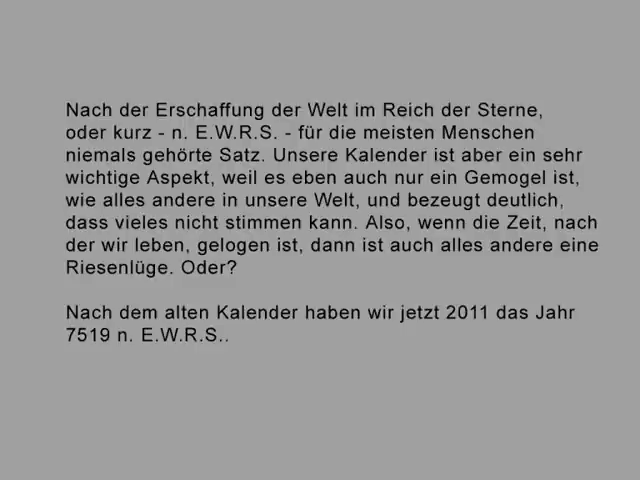 Nach der Erschaffung der Welt im Reich der Sterne,
oder kurz - n. E.W.R.S. - für die meisten Menschen
niemals gehörte Satz. Unsere Kalender ist aber ein sehr
wichtige Aspekt, weil es eben auch nur ein Gemogel ist,
wie alles andere in unsere Welt, und bezeugt deutlich,
dass vieles nicht stimmen kann. Also, wenn die Zeit, nach
der wir leben, gelogen ist, dann ist auch alles andere eine
Riesenlüge. Oder?
Nach dem alten Kalender haben wir jetzt 2011 das Jahr
7519 n. E.W.R.S..